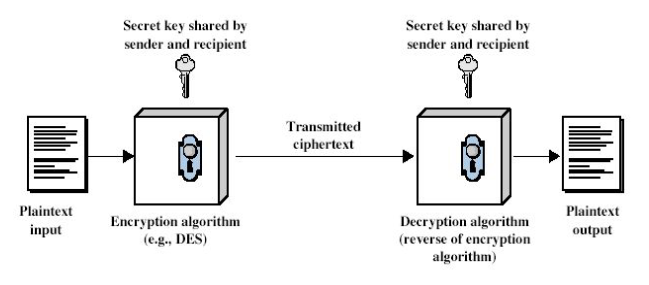 Secret key shared by
sender and recipient
Secret key shared by
sender and recipient
Transmitted
ciphertext
Plaintext
input
Encryption algorithm
(e.g., DES)
Decryption algorithm
(reverse of encryption
algorithm)
Plaintext
output